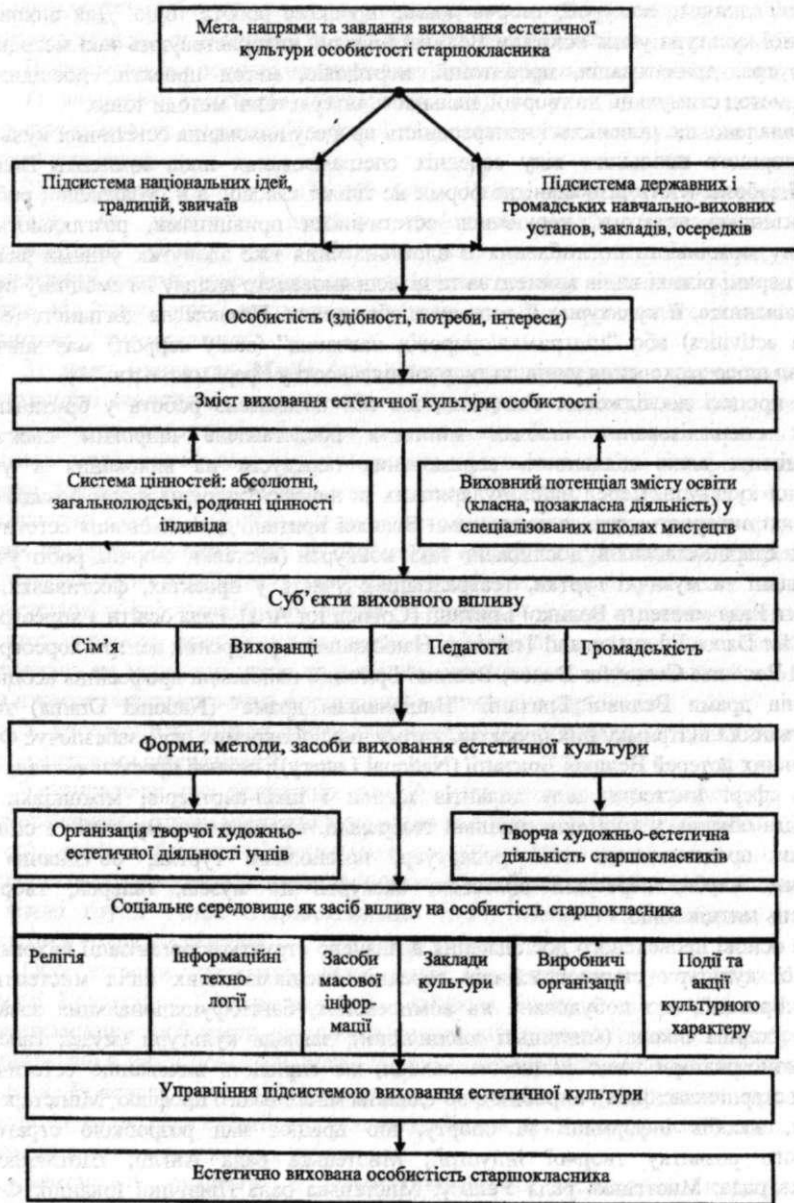 Мета, напрями та завдання виховання естетичної
культури особистості старшокласника
Підсистема національних ідей,
традицій, звичаїв
Підсистема державних і
громадських позашкільних виховних
установ, закладів, осередків
Особистість (здібності, потреби, інтереси)
Зміст виховання естетичної культури особистості
Система цінностей: абсолютні,
загальнолюдські, родинні цінності
індивіда
Виховний потенціал змісту освіти
(класна, позакласна діяльність) у
спеціалізованих школах мистецтв
Суб’єкти виховного впливу
Сім’я Вихованці Педагоги Громадськість
Форми, методи, засоби виховання естетичної культури
Організація творчої художньо-
естетичної діяльності учнів
Творча художньо-естетична
діяльність старшокласників
Соціальне середовище як засіб впливу на особистість старшокласника
Релігія
Інформаційні
техно-
логії
Засоби
масової
інфор-
мації
Заклади
культури
Виробничі
організації
Події та
акції
культурного
характеру
Управління підсистемою виховання естетичної культури
Естетично вихована особистість старшокласника